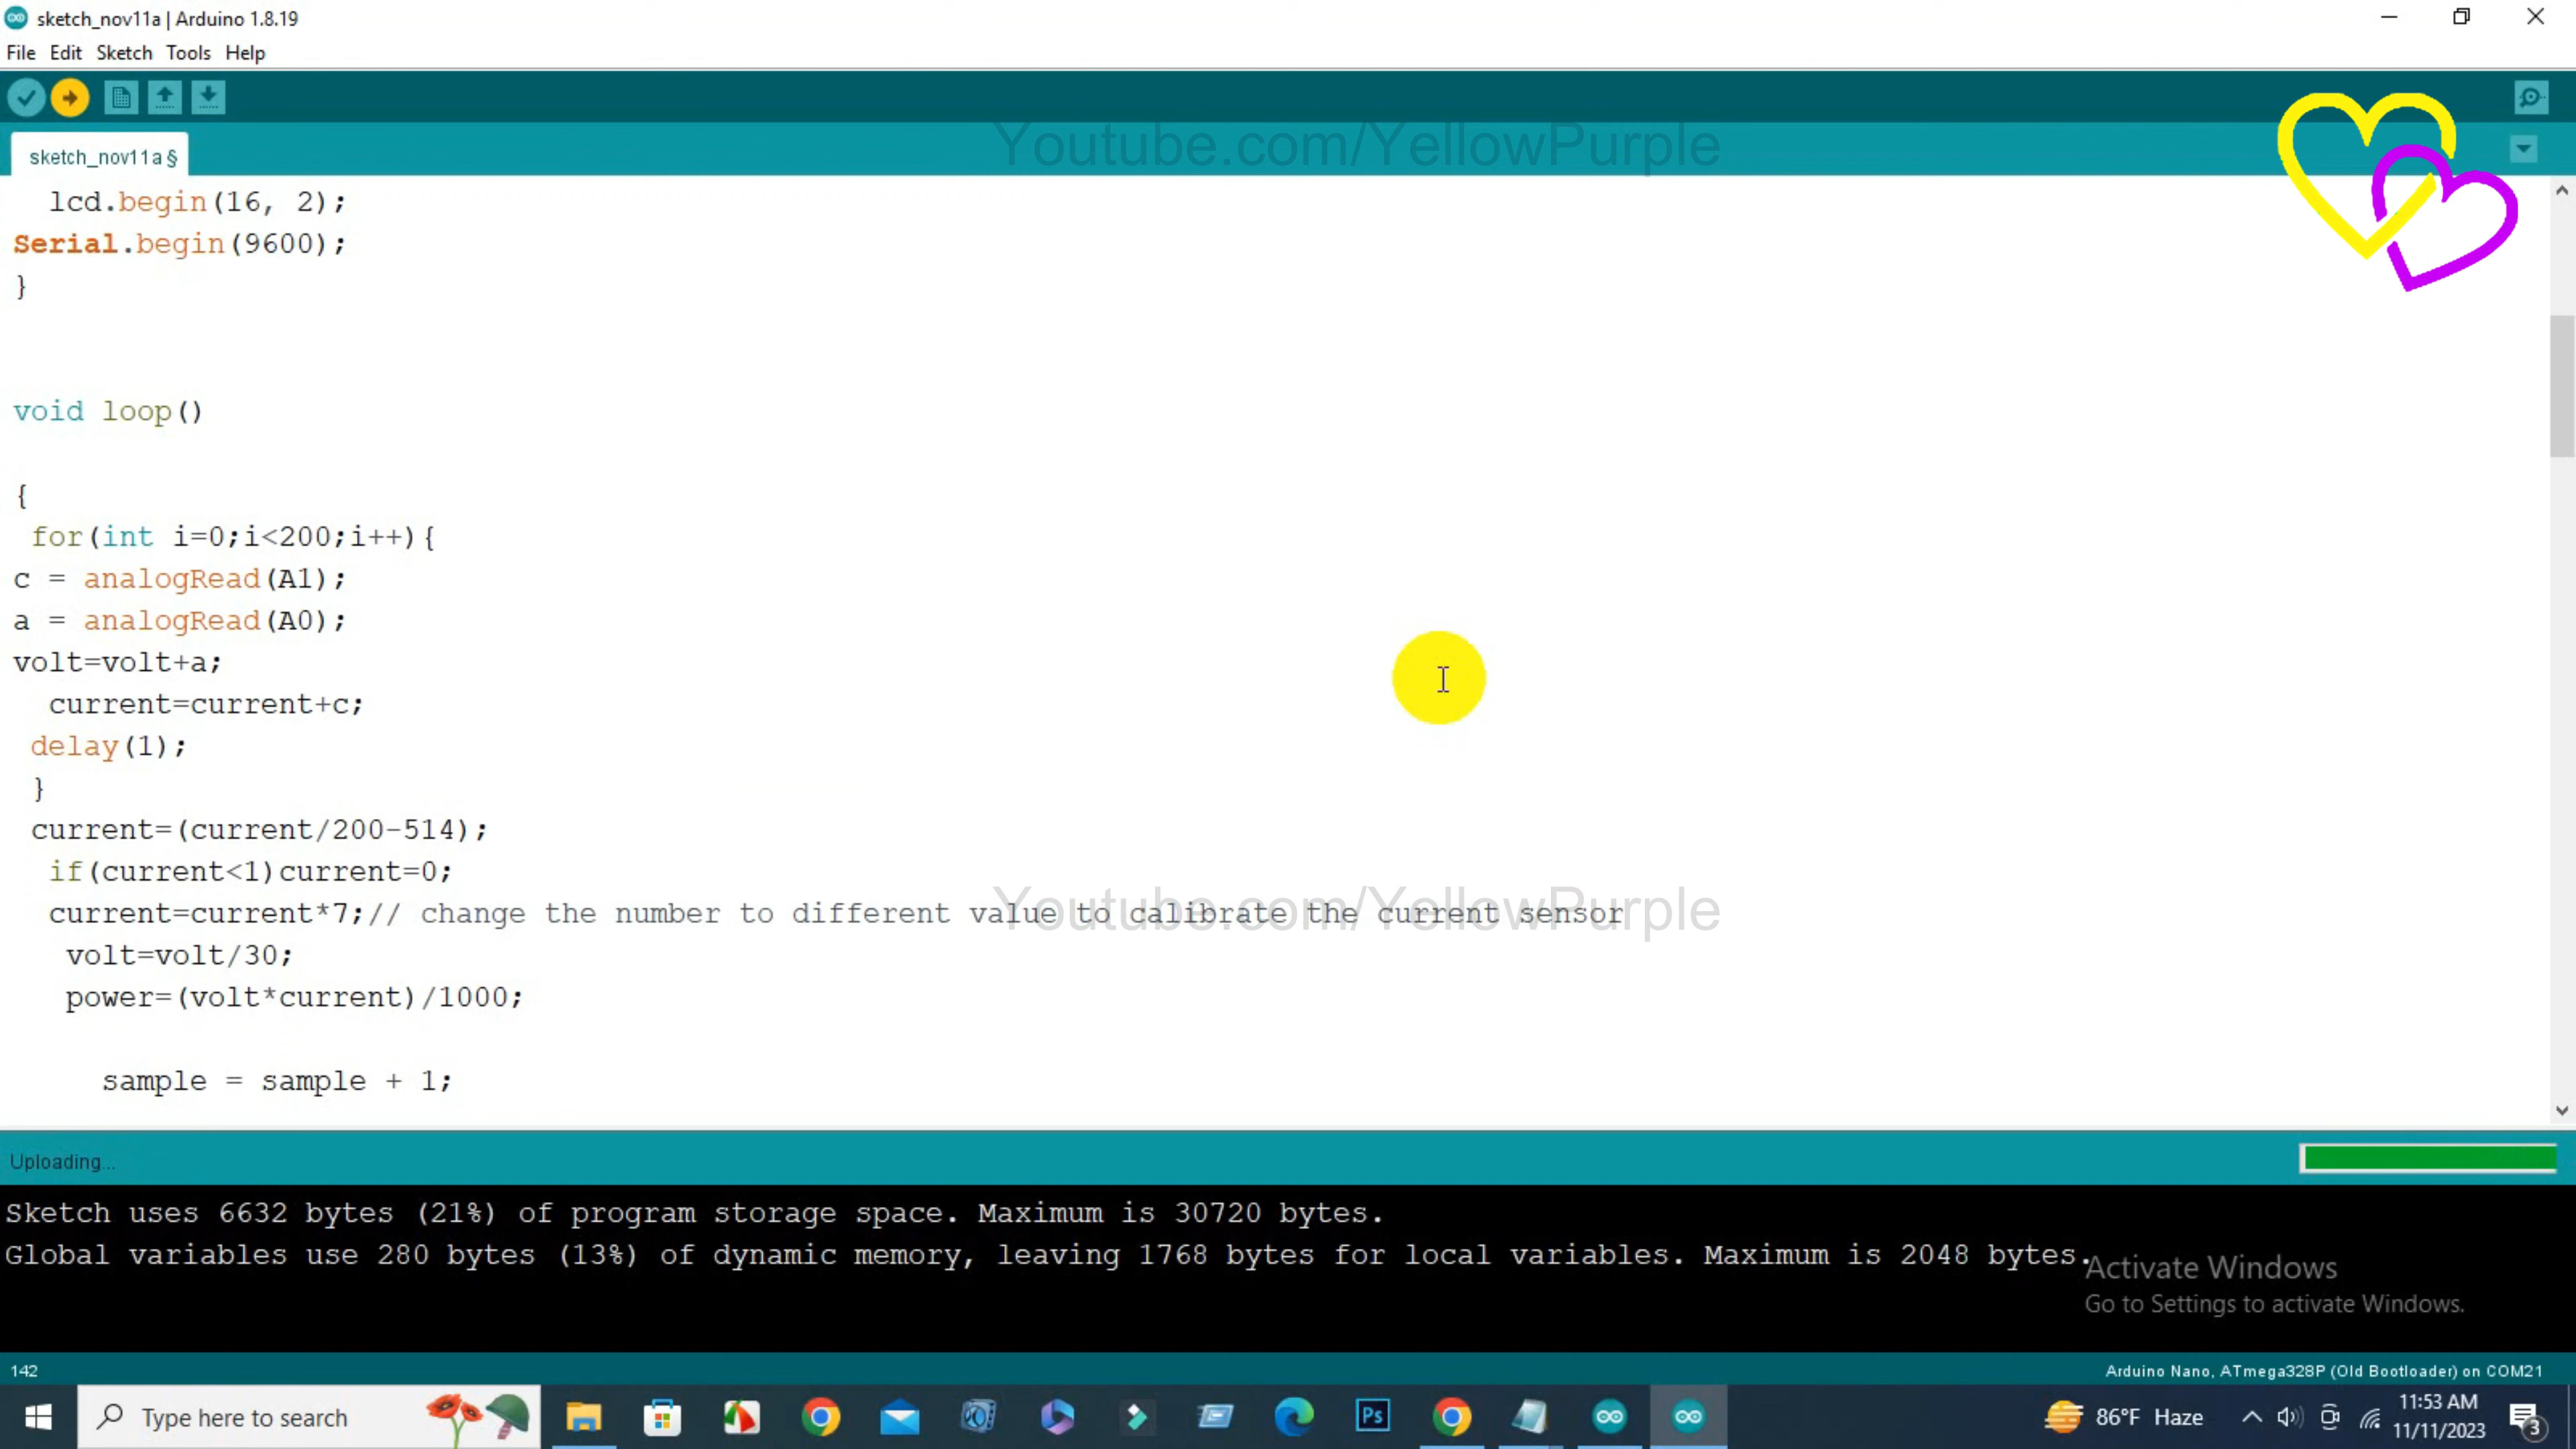 sketch_nov11a | Arduino 1.8.19
File Edit Sketch Tools Help
Youtube.com/YellowPurple
sketch_nov11a §
lcd.begin(16, 2);
Serial.begin(9600);
}
void loop()
{
for(int i=0;i<200;i++){
c = analogRead(A1);
a = analogRead(A0);
volt=volt+a;
current=current+c;
delay(1);
}
current=(current/200-514);
if(current<1)current=0;
current=current*7;// change the number to different value to calibrate the current sensor
Youtube.com/YellowPurple
volt=volt/30;
power=(volt*current)/1000;
sample = sample + 1;
Uploading...
Sketch uses 6632 bytes (21%) of program storage space. Maximum is 30720 bytes.
Global variables use 280 bytes (13%) of dynamic memory, leaving 1768 bytes for local variables. Maximum is 2048 bytes.
Activate Windows
Go to Settings to activate Windows.
142
Arduino Nano, ATmega328P (Old Bootloader) on COM21
Type here to search
Ps
86°F Haze
11:53 AM
11/11/2023
3